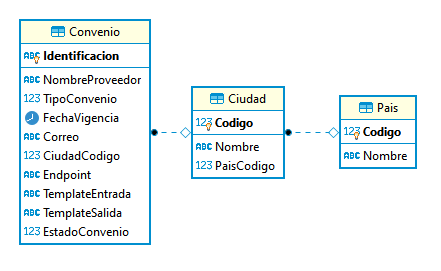 Convenio
ABC Identificacion
ABC NombreProveedor
123 TipoConvenio
FechaVigencia
ABC Correo
123 CiudadCodigo
ABC Endpoint
ABC TemplateEntrada
ABC TemplateSalida
123 EstadoConvenio
Ciudad
123 Codigo
ABC Nombre
123 PaisCodigo
Pais
123 Codigo
ABC Nombre